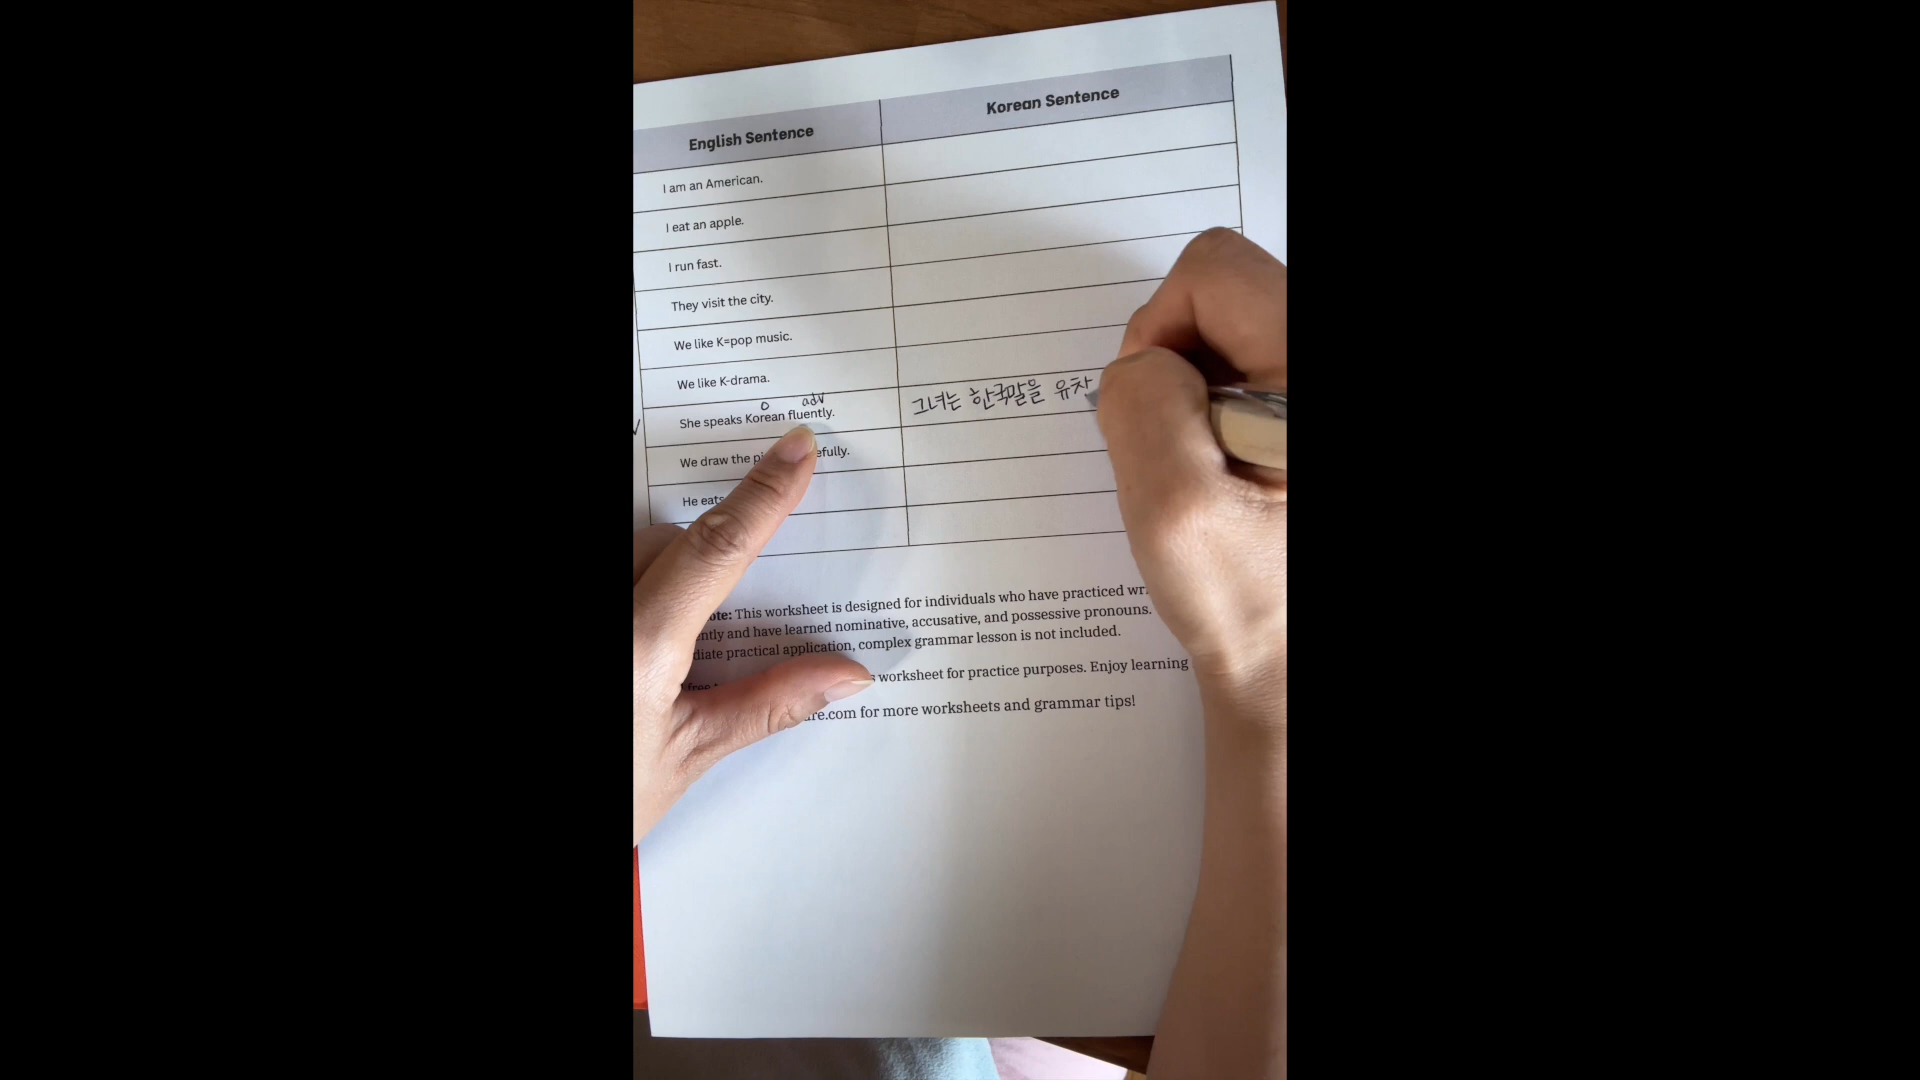 English Sentence
Korean Sentence
I am an American.
I eat an apple.
I run fast.
They visit the city.
We like K=pop music.
We like K-drama.
o adv
She speaks Korean fluently.
그녀는 한국말을 유차
We draw the
He eats
This worksheet is designed for individuals who have practiced
and have learned nominative, accusative, and possessive pronouns.
practical application, complex grammar lesson is not included.
worksheet for practice purposes. Enjoy learning
for more worksheets and grammar tips!